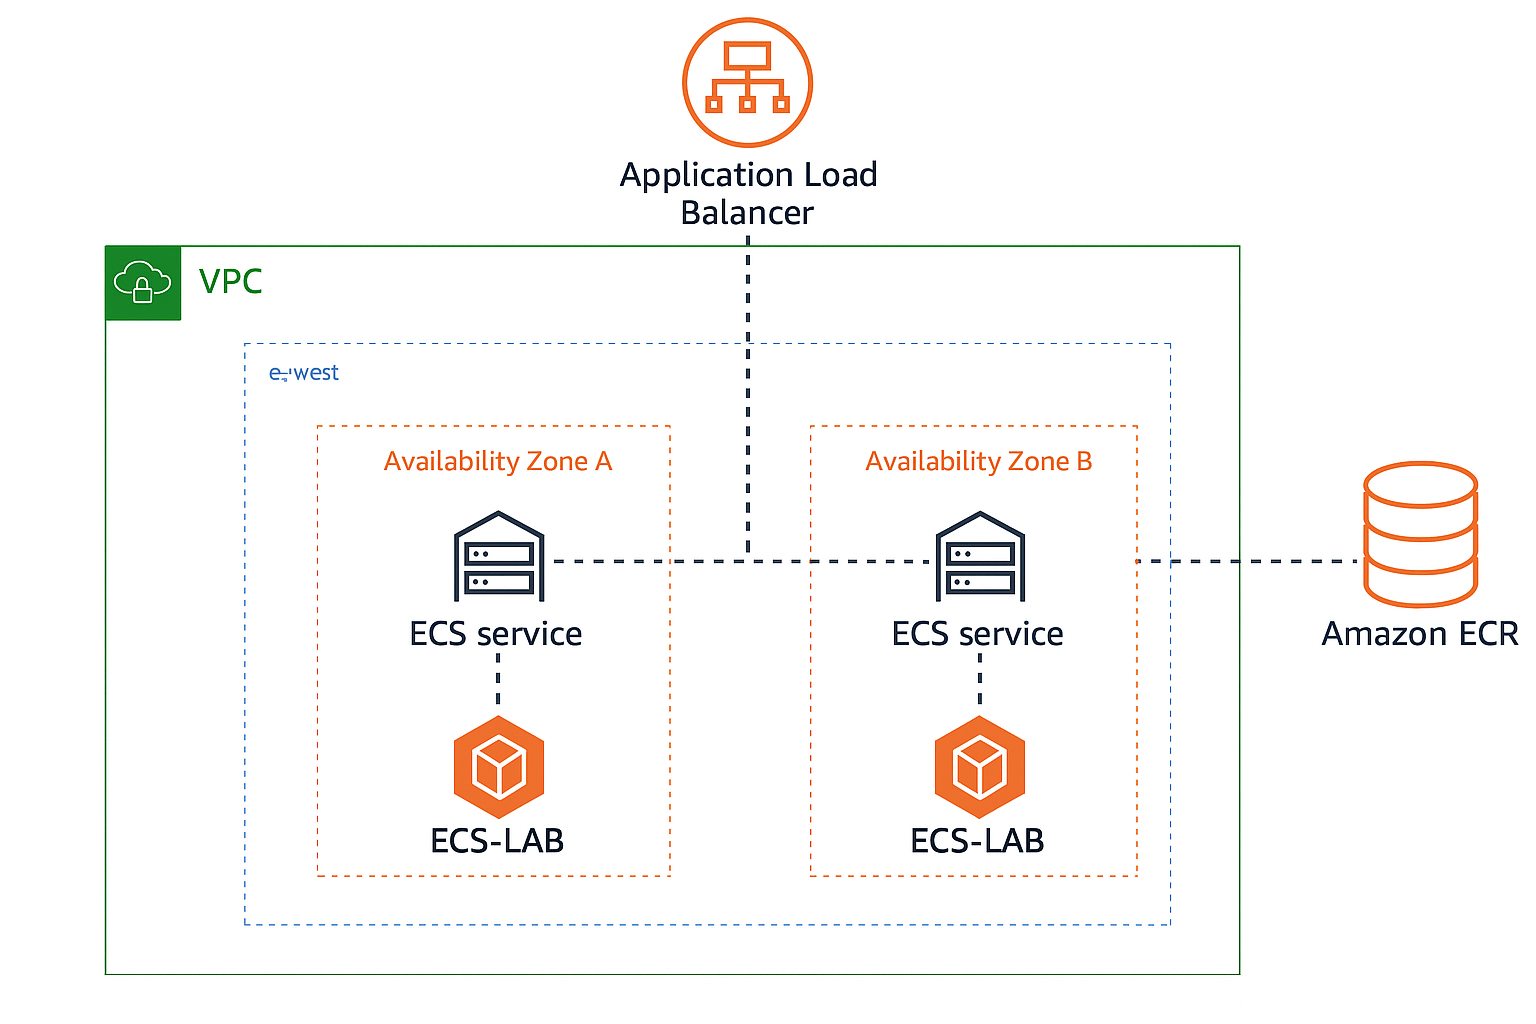 Application Load
Balancer
VPC
west
Availability Zone A
Availability Zone B
ECS service
ECS service
Amazon ECR
ECS-LAB
ECS-LAB